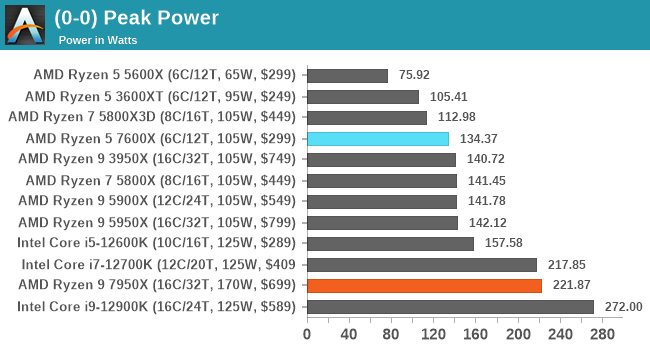 (0-0) Peak Power
Power in Watts
AMD Ryzen 5 5600X (6C/12T, 65W, $299) 75.92
AMD Ryzen 5 3600XT (6C/12T, 95W, $249) 105.41
AMD Ryzen 7 5800X3D (8C/16T, 105W, $449) 112.98
AMD Ryzen 5 7600X (6C/12T, 105W, $299) 134.37
AMD Ryzen 9 3950X (16C/32T, 105W, $749) 140.72
AMD Ryzen 7 5800X (8C/16T, 105W, $449) 141.45
AMD Ryzen 9 5900X (12C/24T, 105W, $549) 141.78
AMD Ryzen 9 5950X (16C/32T, 105W, $799) 142.12
Intel Core i5-12600K (10C/16T, 125W, $289) 157.58
Intel Core i7-12700K (12C/20T, 125W, $409 217.85
AMD Ryzen 9 7950X (16C/32T, 170W, $699) 221.87
Intel Core i9-12900K (16C/24T, 125W, $589) 272.00
0 40 80 120 160 200 240 280